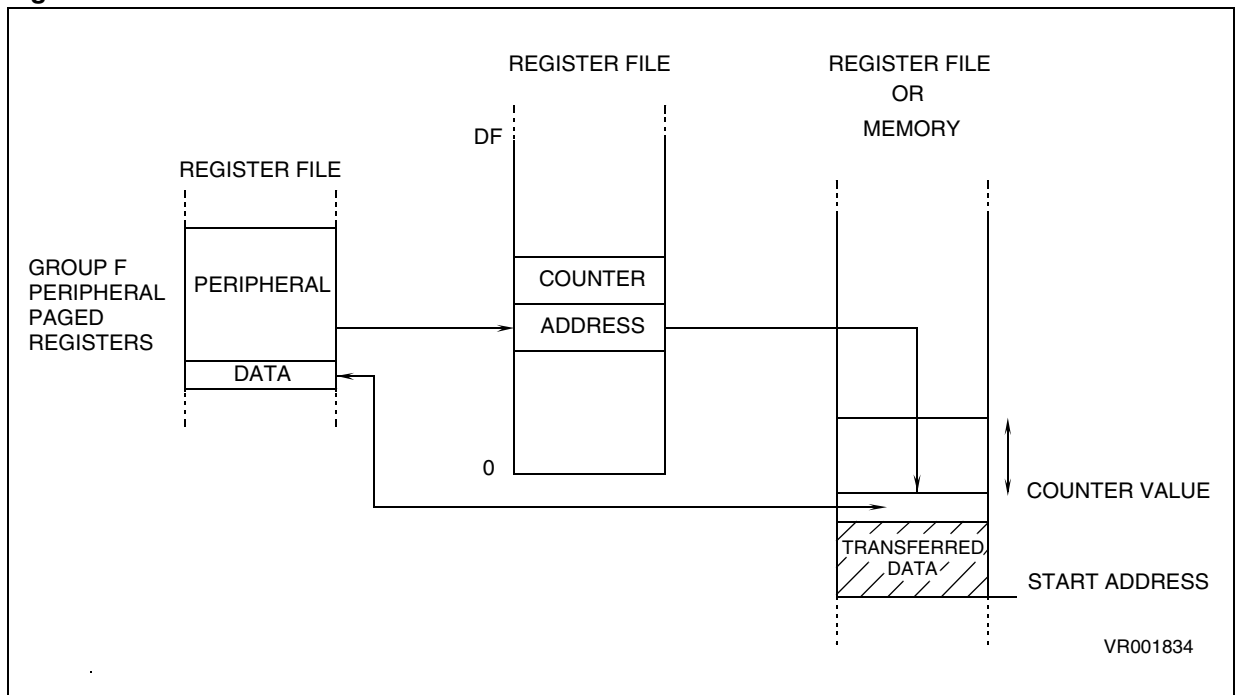 REGISTER FILE
REGISTER FILE
OR
MEMORY
DF
REGISTER FILE
GROUP F
PERIPHERAL
PAGED
REGISTERS
PERIPHERAL
COUNTER
ADDRESS
DATA
0
COUNTER VALUE
TRANSFERRED
DATA
START ADDRESS
VR001834